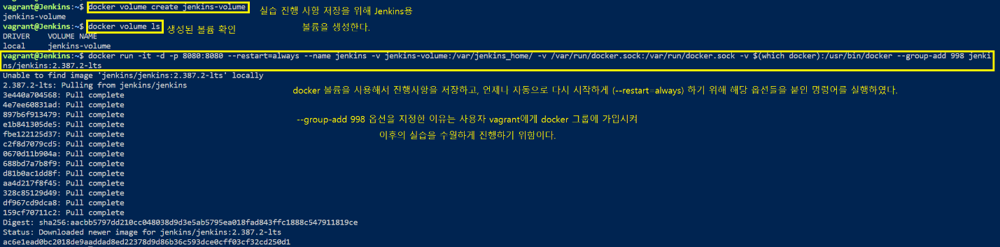 vagrant@Jenkins:~$ docker volume create jenkins-volume
실습 진행 사항 저장을 위해 Jenkins용
볼륨을 생성한다.
jenkins-volume
vagrant@Jenkins:~$ docker volume ls
생성된 볼륨 확인
DRIVER    VOLUME NAME
local     jenkins-volume
vagrant@Jenkins:~$ docker run -it -d -p 8080:8080 --restart=always --name jenkins -v jenkins-volume:/var/jenkins_home/ -v /var/run/docker.sock:/var/run/docker.sock -v $(which docker):/usr/bin/docker --group-add 998 jenki
ns/jenkins:2.387.2-lts
Unable to find image 'jenkins/jenkins:2.387.2-lts' locally
2.387.2-lts: Pulling from jenkins/jenkins
docker 볼륨을 사용해서 진행사항을 저장하고, 언제나 자동으로 다시 시작하게 (--restart=always) 하기 위해 해당 옵션들을 붙인 명령어를 실행하였다.
--group-add 998 옵션을 지정한 이유는 사용자 vagrant에게 docker 그룹에 가입시켜
이후의 실습을 수월하게 진행하기 위함이다.
3e440a704568: Pull complete
4e7ee60831ad: Pull complete
897b6f913479: Pull complete
e1b841305de5: Pull complete
fbe122125d37: Pull complete
c2f8d7079cd5: Pull complete
0670d11b904a: Pull complete
688bd7a7b8f9: Pull complete
d81b0ac1dd8f: Pull complete
aa4d217f8f45: Pull complete
328c85129d49: Pull complete
df967cd9dca8: Pull complete
159cf70711c2: Pull complete
Digest: sha256:aacbb5797dd210cc048038d9d3e5ab5795ea018fad843ffc1888c547911819ce
Status: Downloaded newer image for jenkins/jenkins:2.387.2-lts
ac6e1ead0bc2018de9aaddad8ed22378d9d86b36c593dce0cff03cf32cd250d1